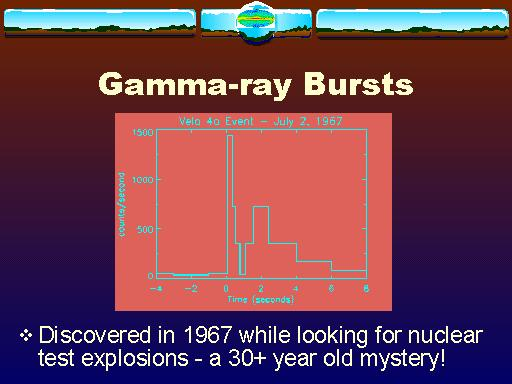 Gamma-ray Bursts
Vela 4a Event - July 2, 1967
1500
1000
500
0
counts/second
-4 -2 0 2 4 6 8
Time (seconds)
❖ Discovered in 1967 while looking for nuclear
test explosions - a 30+ year old mystery!